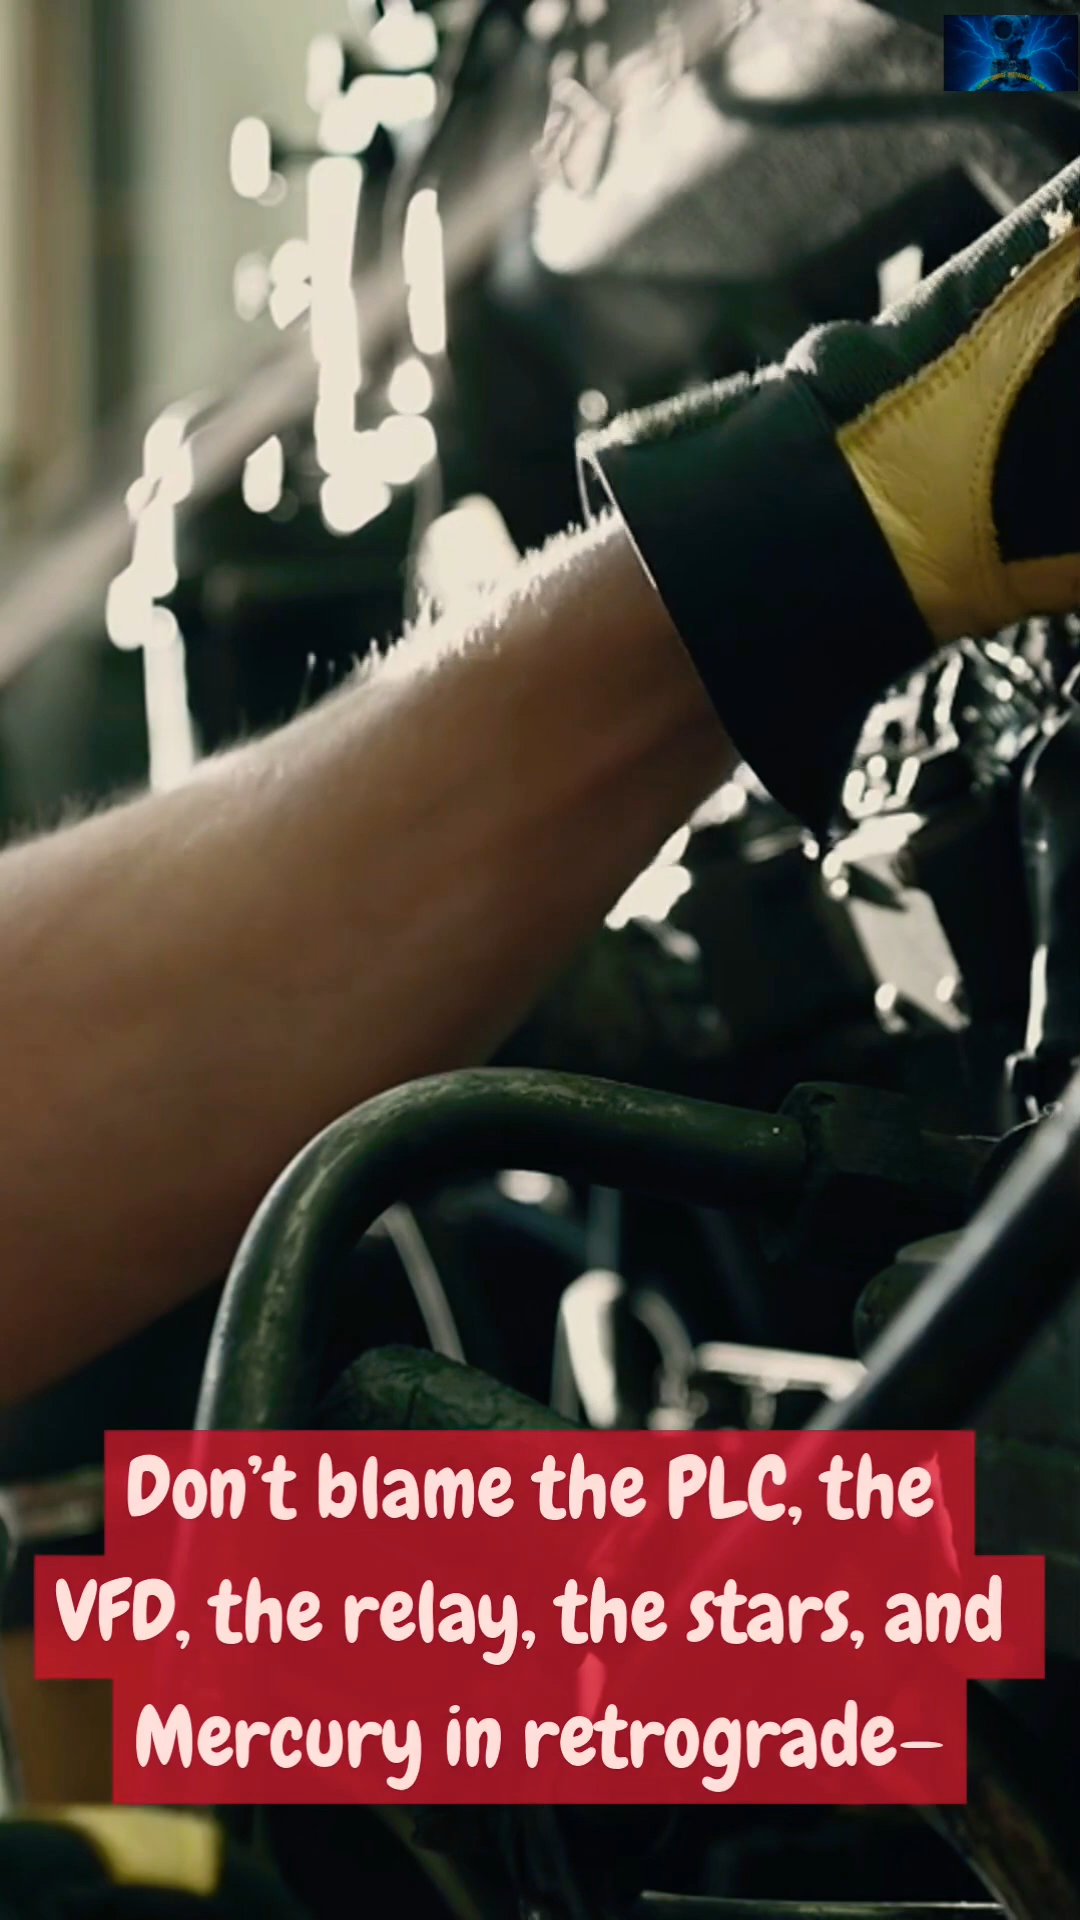 Don’t blame the PLC, the
VFD, the relay, the stars, and
Mercury in retrograde—